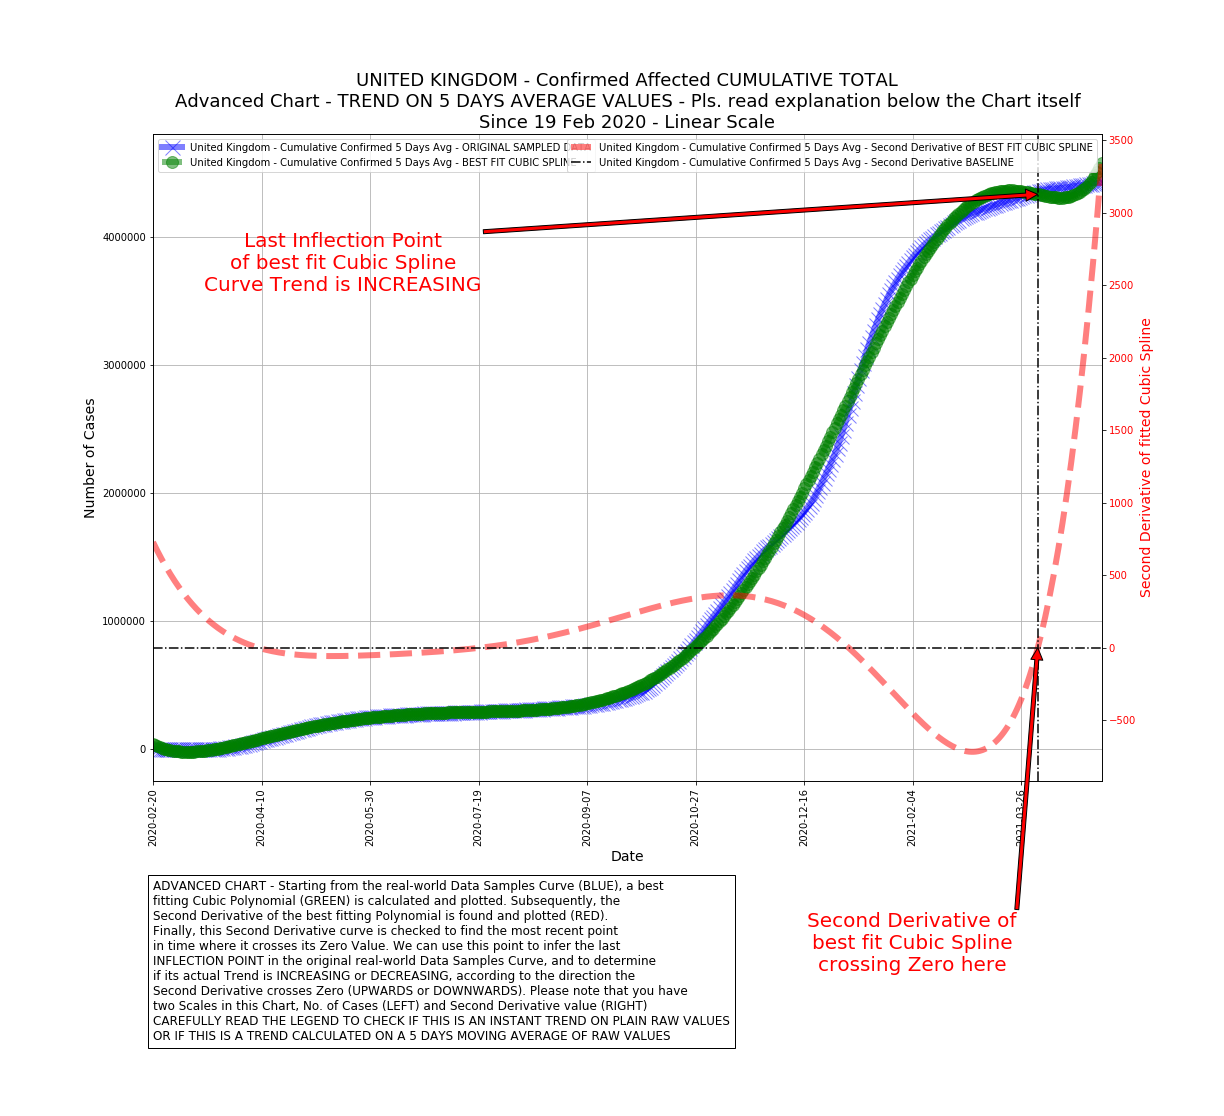 UNITED KINGDOM - Confirmed Affected CUMULATIVE TOTAL
Advanced Chart - TREND ON 5 DAYS AVERAGE VALUES - Pls. read explanation below the Chart itself
Since 19 Feb 2020 - Linear Scale
United Kingdom - Cumulative Confirmed 5 Days Avg - ORIGINAL SAMPLED
United Kingdom - Cumulative Confirmed 5 Days Avg - BEST FIT CUBIC SPLIN
United Kingdom - Cumulative Confirmed 5 Days Avg - Second Derivative of BEST FIT CUBIC SPLINE
United Kingdom - Cumulative Confirmed 5 Days Avg - Second Derivative BASELINE
Last Inflection Point
of best fit Cubic Spline
Curve Trend is INCREASING
Number of Cases
4000000
3000000
2000000
1000000
0
3500
3000
2500
2000
1500
1000
500
0
−500
Second Derivative of fitted Cubic Spline
2020-02-20
2020-04-10
2020-05-30
2020-07-19
2020-09-07
2020-10-27
2020-12-16
2021-02-04
2021-03-26
Date
ADVANCED CHART - Starting from the real-world Data Samples Curve (BLUE), a best
fitting Cubic Polynomial (GREEN) is calculated and plotted. Subsequently, the
Second Derivative of the best fitting Polynomial is found and plotted (RED).
Finally, this Second Derivative curve is checked to find the most recent point
in time where it crosses its Zero Value. We can use this point to infer the last
INFLECTION POINT in the original real-world Data Samples Curve, and to determine
if its actual Trend is INCREASING or DECREASING, according to the direction the
Second Derivative crosses Zero (UPWARDS or DOWNWARDS). Please note that you have
two Scales in this Chart, No. of Cases (LEFT) and Second Derivative value (RIGHT)
CAREFULLY READ THE LEGEND TO CHECK IF THIS IS AN INSTANT TREND ON PLAIN RAW VALUES
OR IF THIS IS A TREND CALCULATED ON A 5 DAYS MOVING AVERAGE OF RAW VALUES
Second Derivative of
best fit Cubic Spline
crossing Zero here